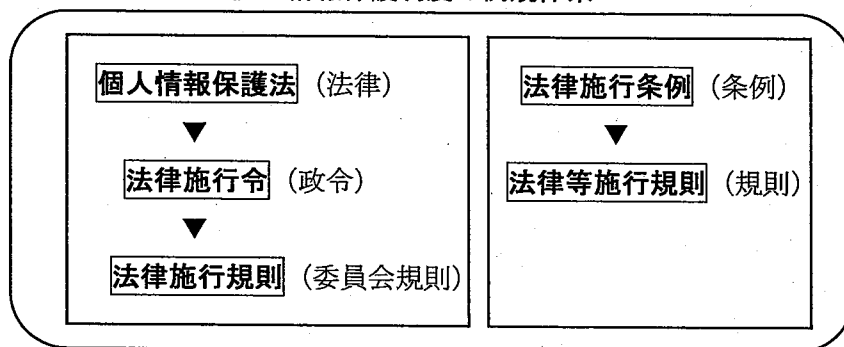 個人情報保護法（法律）
▼
法律施行令（政令）
▼
法律施行規則（委員会規則）
法律施行条例（条例）
▼
法律等施行規則（規則）